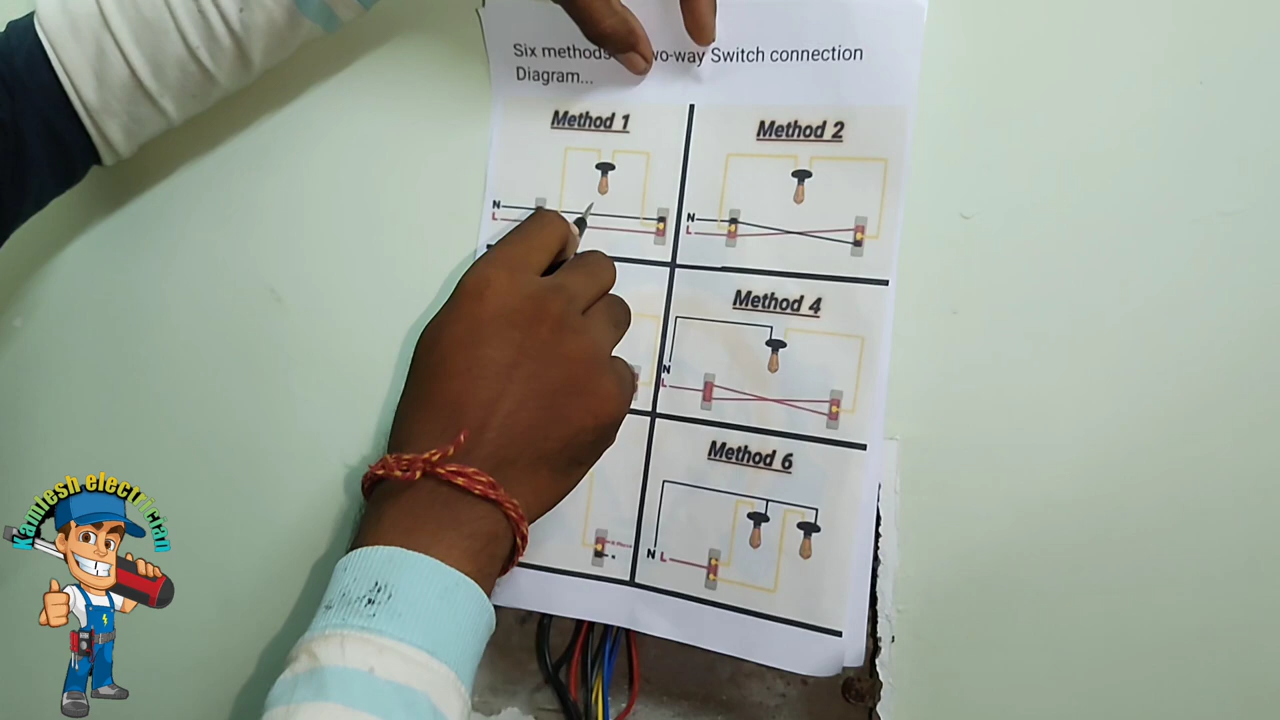 Six methods wo-way Switch connection
Diagram...
Method 1
Method 2
N
L
N
L
Method 4
N
L
Method 6
N L
Kamlesh electrician